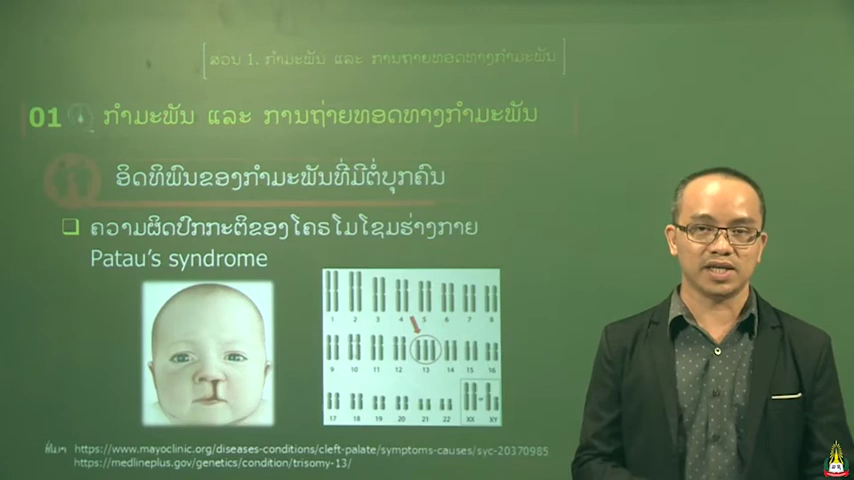 ສ່ວນ 1. ກຳມະພັນ ແລະ ການຖາຍທອດທາງກຳມະພັນ
01 ກຳມະພັນ ແລະ ການຖ່າຍທອດທາງກຳມະພັນ
ອິດທິພົນຂອງກຳມະພັນທີ່ມີຕໍ່ບຸກຄົນ
ຄວາມຜິດປົກກະຕິຂອງໂຄຣໂມໂຊມຮ່າງກາຍ
Patau's syndrome
1 2 3 4 5 6 7 8
9 10 11 12 13 14 15 16
17 18 19 20 21 22 XX XY
ທີ່ມາ https://www.mayoclinic.org/diseases-conditions/cleft-palate/symptoms-causes/syc-20370985
https://medlineplus.gov/genetics/condition/trisomy-13/